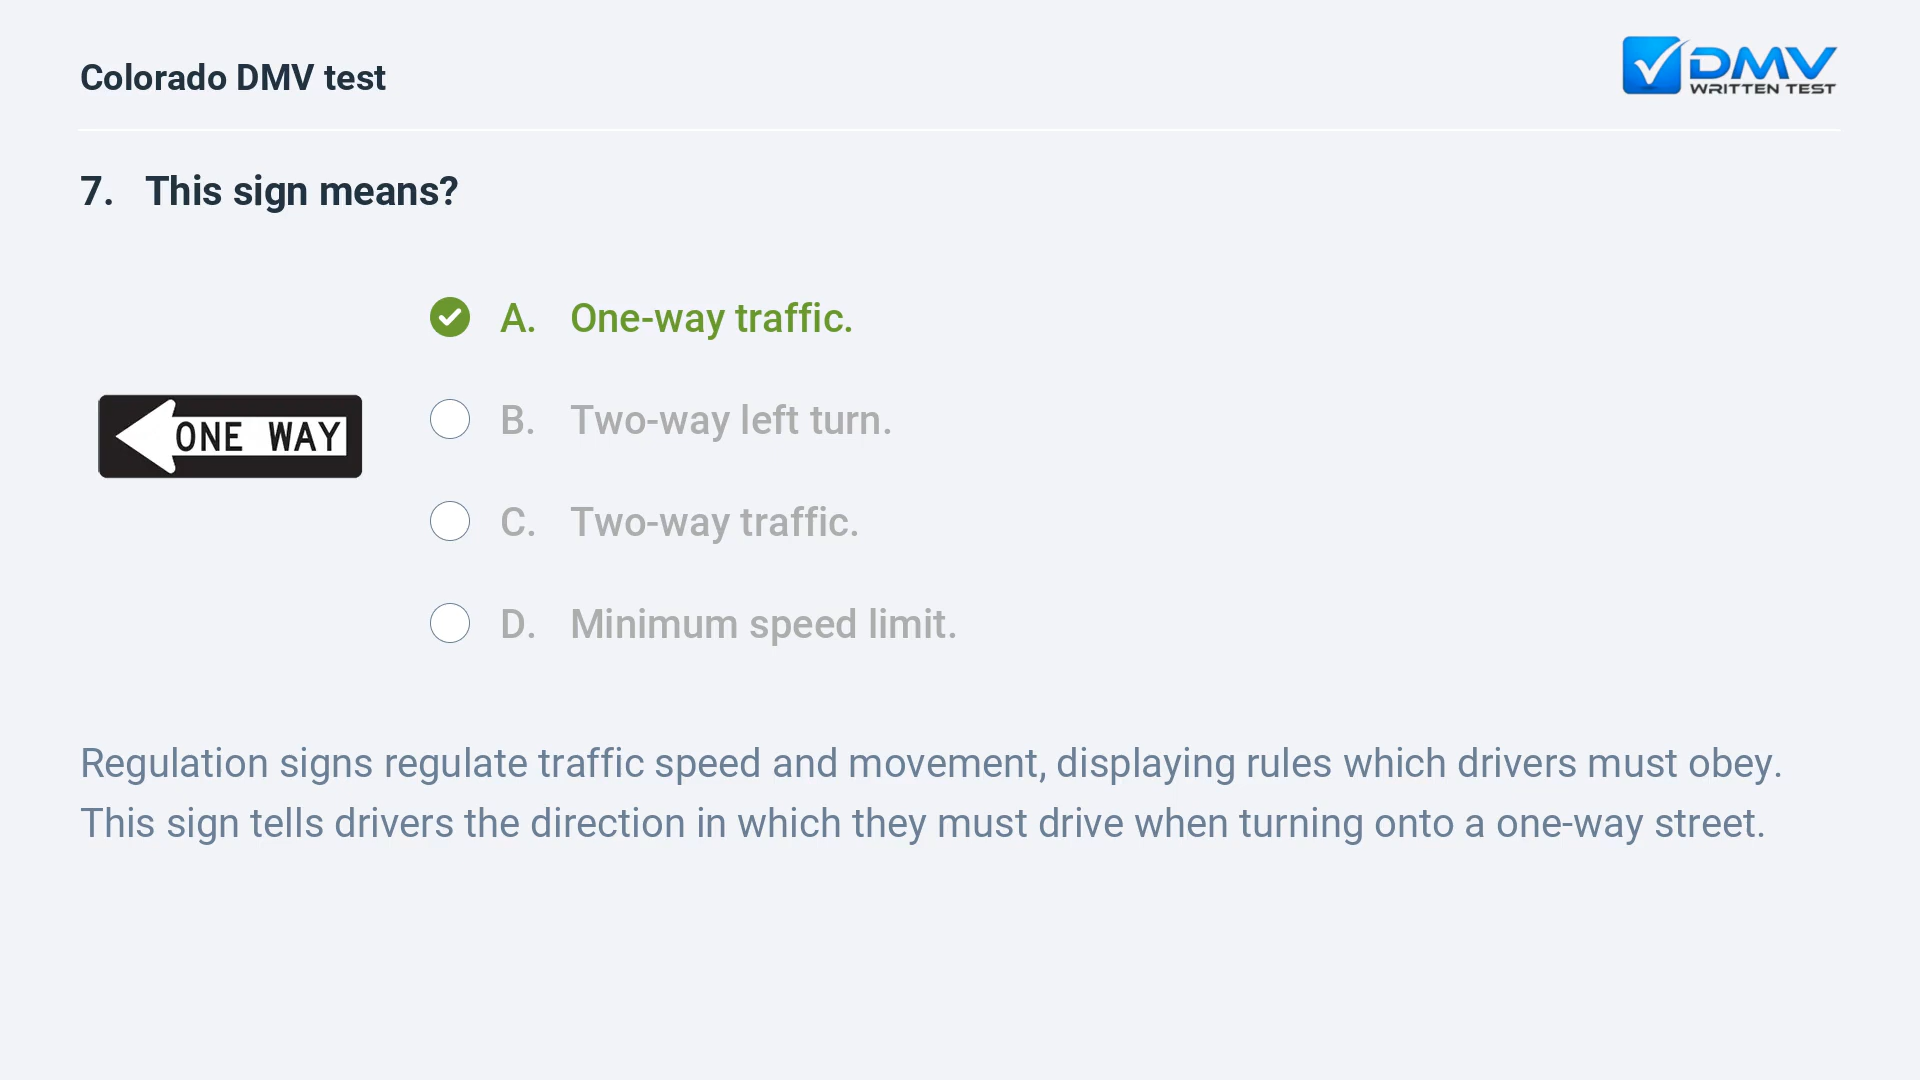 Colorado DMV test
DMV
WRITTEN TEST
7. This sign means?
A. One-way traffic.
ONE WAY
B. Two-way left turn.
C. Two-way traffic.
D. Minimum speed limit.
Regulation signs regulate traffic speed and movement, displaying rules which drivers must obey.
This sign tells drivers the direction in which they must drive when turning onto a one-way street.